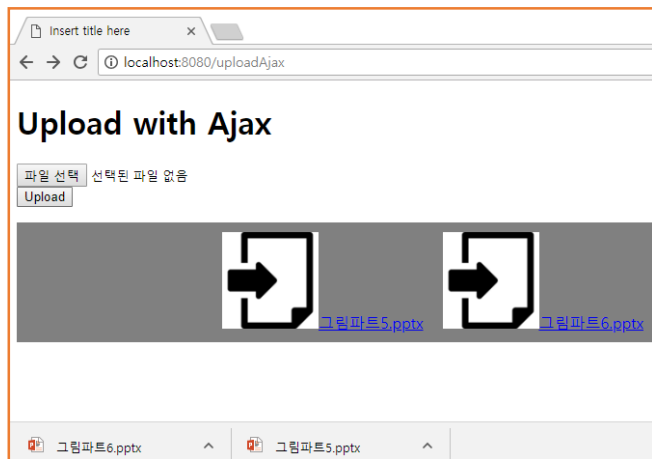 Insert title here
localhost:8080/uploadAjax
Upload with Ajax
파일 선택 선택된 파일 없음
Upload
그림파트5.pptx 그림파트6.pptx
그림파트6.pptx 그림파트5.pptx